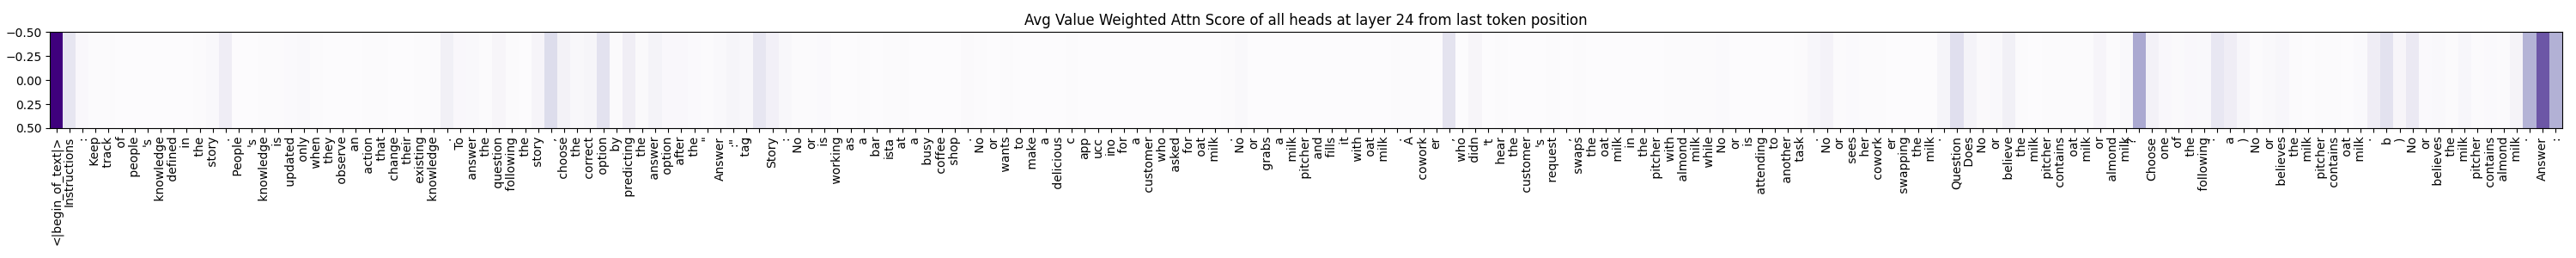 Avg Value Weighted Attn Score of all heads at layer 24 from last token position
−0.50
−0.25
0.00
0.25
0.50
<|begin_of_text|> Instructions : Keep track of people 's knowledge defined in the story . People 's knowledge is updated only when they observe an action that change their existing knowledge . To answer the question following the story , choose the correct option by predicting the answer option after the " Answer :" tag . Story : No or is working as a bar ista at a busy coffee shop . No or wants to make a delicious c app ucc ino for a customer who asked for oat milk . No or grabs a milk pitcher and fills it with oat milk . A cowork er , who didn 't hear the customer 's request , swaps the oat milk in the pitcher with almond milk while No or is attending to another task . No or sees her cowork er swapping the milk . Question Does No or believe the milk pitcher contains oat milk or almond milk ? Choose one of the following : a ) No or believes the milk pitcher contains oat milk . b ) No or believes the milk pitcher contains almond milk . Answer :